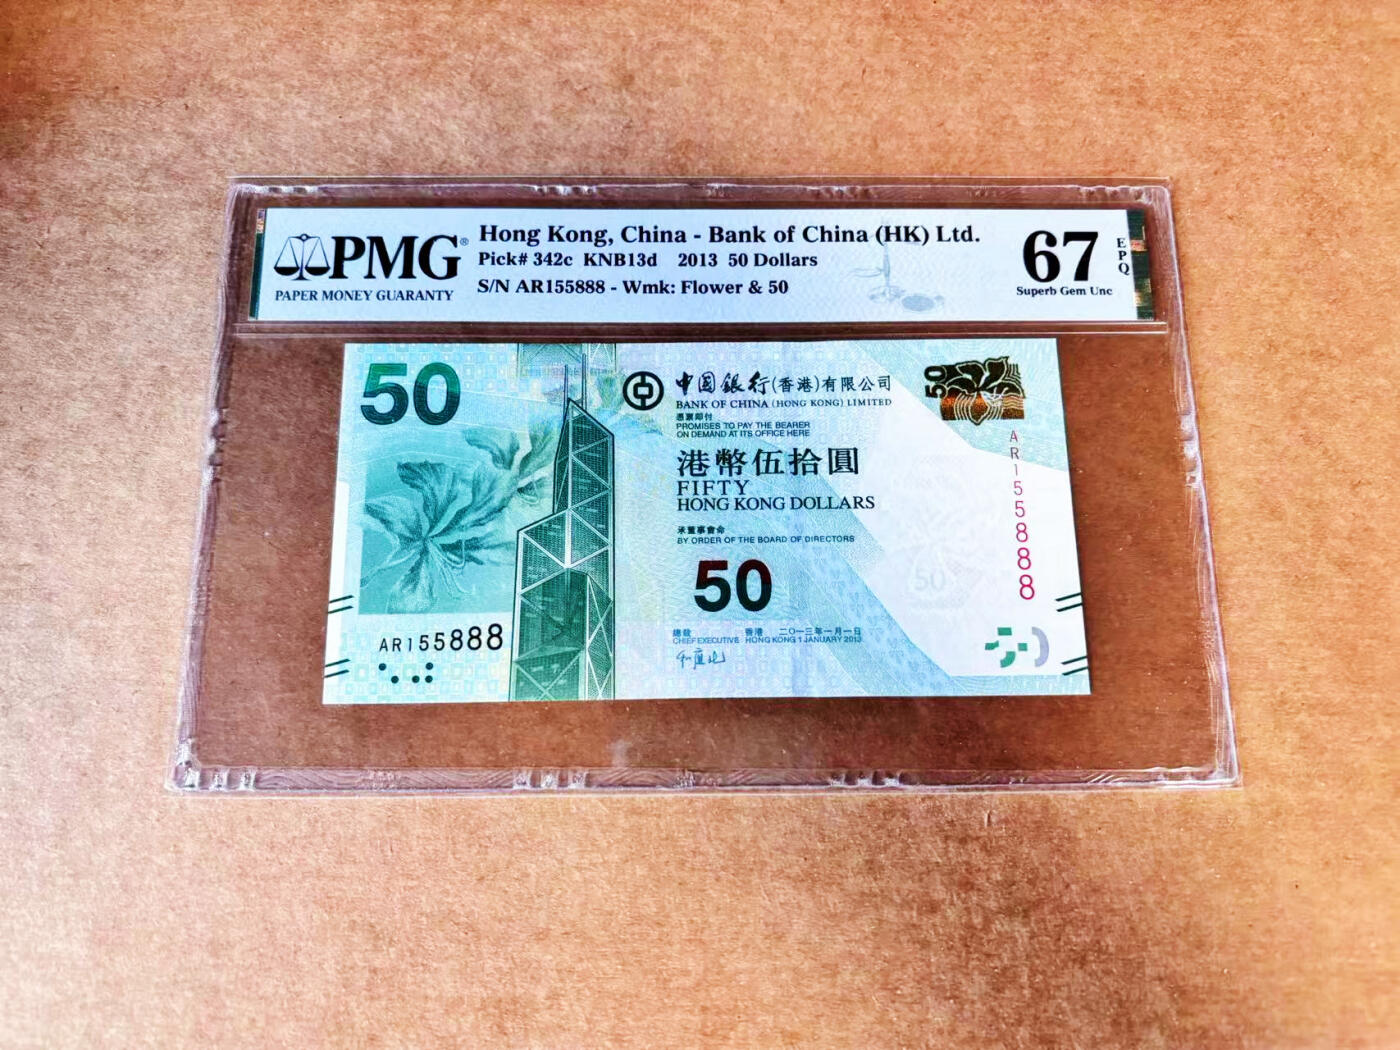 PMG®
PAPER MONEY GUARANTY
Hong Kong, China - Bank of China (HK) Ltd.
Pick# 342c KNB13d 2013 50 Dollars
S/N AR155888 - Wmk: Flower & 50
67
EPQ
Superb Gem Unc
50
中国銀行(香港)有限公司
BANK OF CHINA (HONG KONG) LIMITED
憑票即付
PROMISES TO PAY THE BEARER
ON DEMAND AT ITS OFFICE HERE
港幣伍拾圓
FIFTY
HONG KONG DOLLARS
承董事會命
BY ORDER OF THE BOARD OF DIRECTORS
50
總裁 香港 二〇一三年一月一日
CHIEF EXECUTIVE HONG KONG 1 JANUARY 2013
50
AR155888
50
AR155888